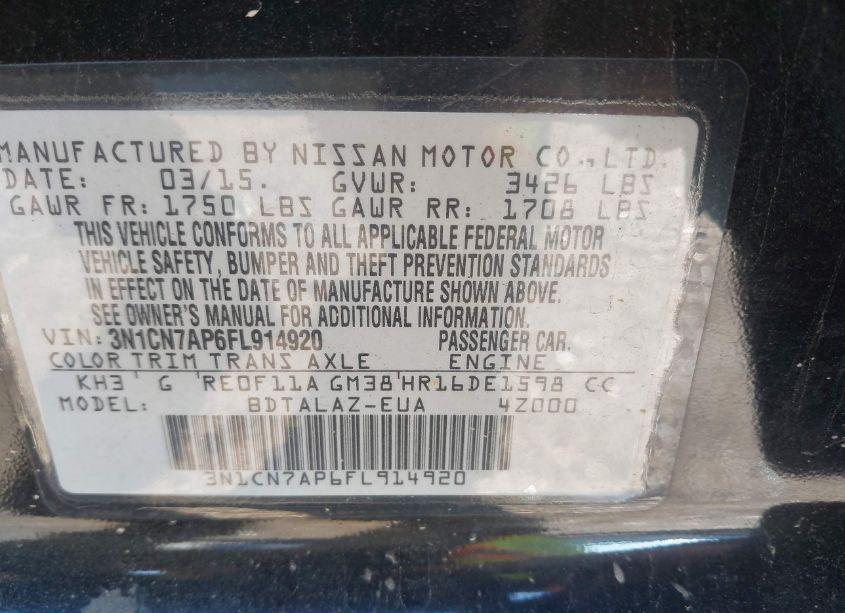 MANUFACTURED BY NISSAN MOTOR CO.,LTD.
DATE: 03/15. GVWR: 3426 LBS
GAWR FR: 1750 LBS GAWR RR: 1708 LBS
THIS VEHICLE CONFORMS TO ALL APPLICABLE FEDERAL MOTOR
VEHICLE SAFETY, BUMPER AND THEFT PREVENTION STANDARDS
IN EFFECT ON THE DATE OF MANUFACTURE SHOWN ABOVE.
SEE OWNER'S MANUAL FOR ADDITIONAL INFORMATION.
VIN: 3N1CN7AP6FL914920 PASSENGER CAR.
COLOR TRIM TRANS AXLE ENGINE
KH3 G RE0F11A GM38 HR16DE1598 CC
MODEL: BDTALAZ-EUA 4Z000
3N1CN7AP6FL914920